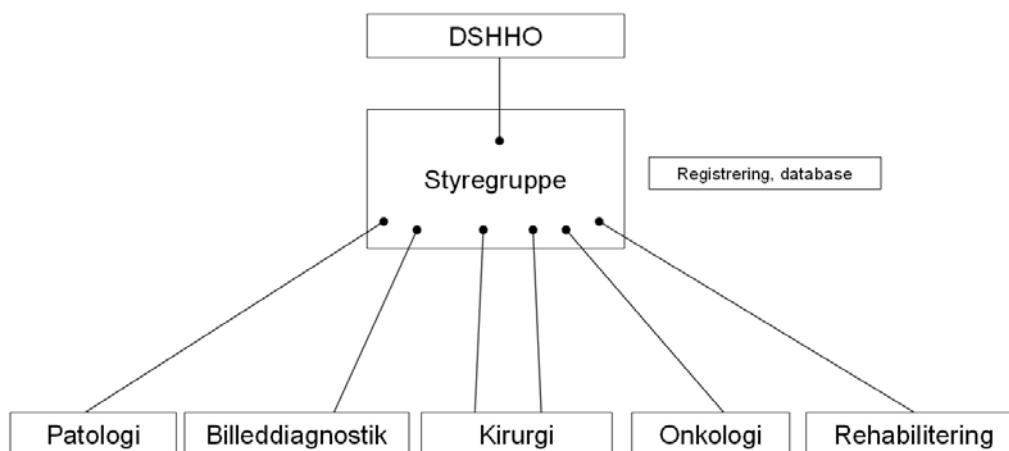 DSHHO
Styregruppe
Registrering, database
Patologi
Billeddiagnostik
Kirurgi
Onkologi
Rehabilitering